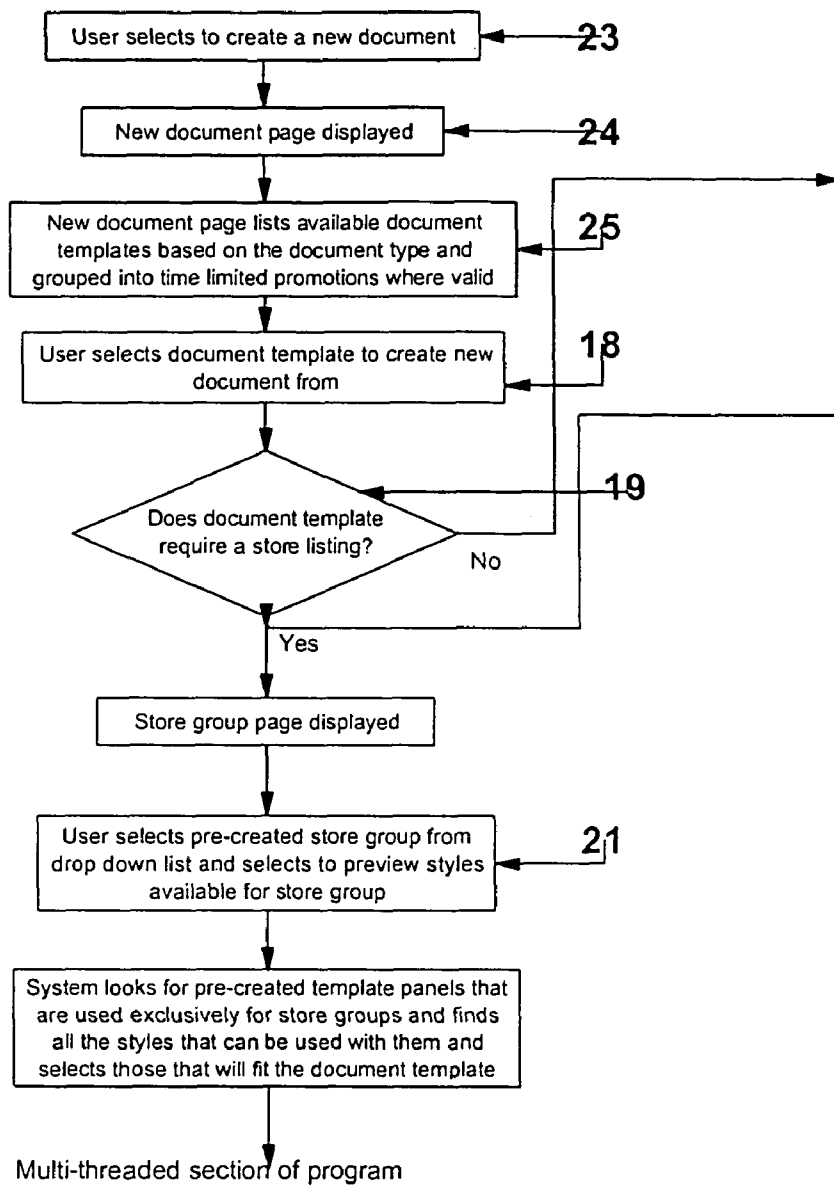 User selects to create a new document
23
New document page displayed
24
New document page lists available document
templates based on the document type and
grouped into time limited promotions where valid
25
User selects document template to create new
document from
18
19
Does document template
require a store listing?
No
Yes
Store group page displayed
User selects pre-created store group from
drop down list and selects to preview styles
available for store group
21
System looks for pre-created template panels that
are used exclusively for store groups and finds
all the styles that can be used with them and
selects those that will fit the document template
Multi-threaded section of program